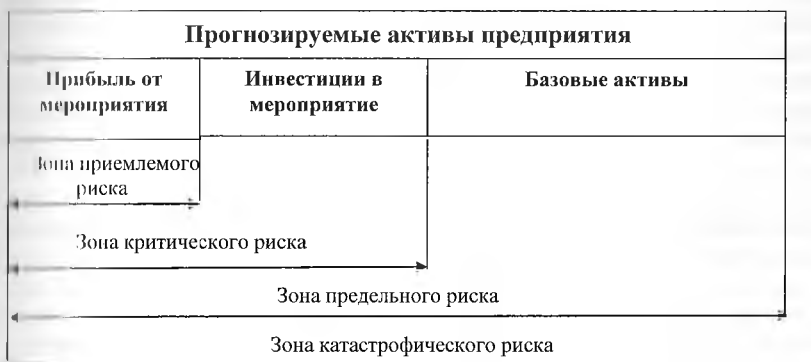 Прогнозируемые активы предприятия
Прибыль от
мероприятия
Инвестиции в
мероприятие
Базовые активы
Зона приемлемого
риска
Зона критического риска
Зона предельного риска
Зона катастрофического риска